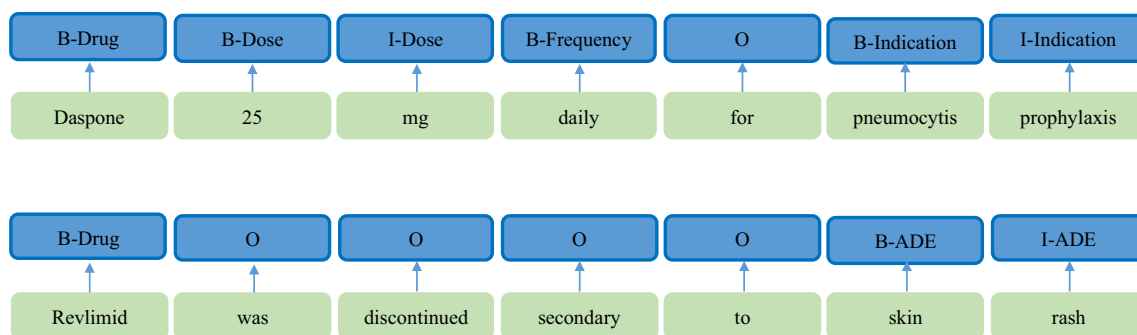 B-Drug B-Dose I-Dose B-Frequency O B-Indication I-Indication
Daspone 25 mg daily for pneumocytis prophylaxis
B-Drug O O O O B-ADE I-ADE
Revlimid was discontinued secondary to skin rash